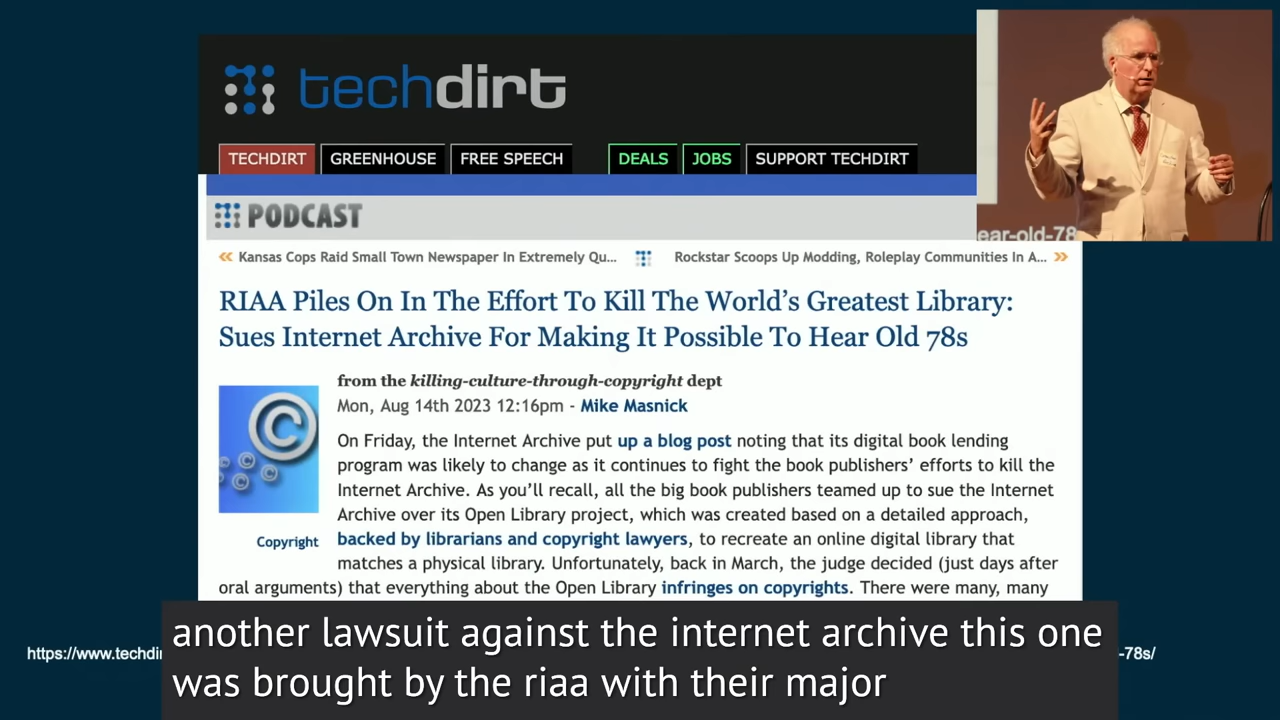 techdirt
TECHDIRT GREENHOUSE FREE SPEECH DEALS JOBS SUPPORT TECHDIRT
PODCAST
« Kansas Cops Raid Small Town Newspaper In Extremely Qu... Rockstar Scoops Up Modding, Roleplay Communities In A... »
ear-old-78
RIAA Piles On In The Effort To Kill The World’s Greatest Library:
Sues Internet Archive For Making It Possible To Hear Old 78s
from the killing-culture-through-copyright dept
Mon, Aug 14th 2023 12:16pm - Mike Masnick
On Friday, the Internet Archive put up a blog post noting that its digital book lending
program was likely to change as it continues to fight the book publishers’ efforts to kill the
Internet Archive. As you’ll recall, all the big book publishers teamed up to sue the Internet
Archive over its Open Library project, which was created based on a detailed approach,
Copyright
backed by librarians and copyright lawyers, to recreate an online digital library that
matches a physical library. Unfortunately, back in March, the judge decided (just days after
oral arguments) that everything about the Open Library infringes on copyrights. There were many, many
https://www.techdi -78s/
another lawsuit against the internet archive this one
was brought by the riaa with their major